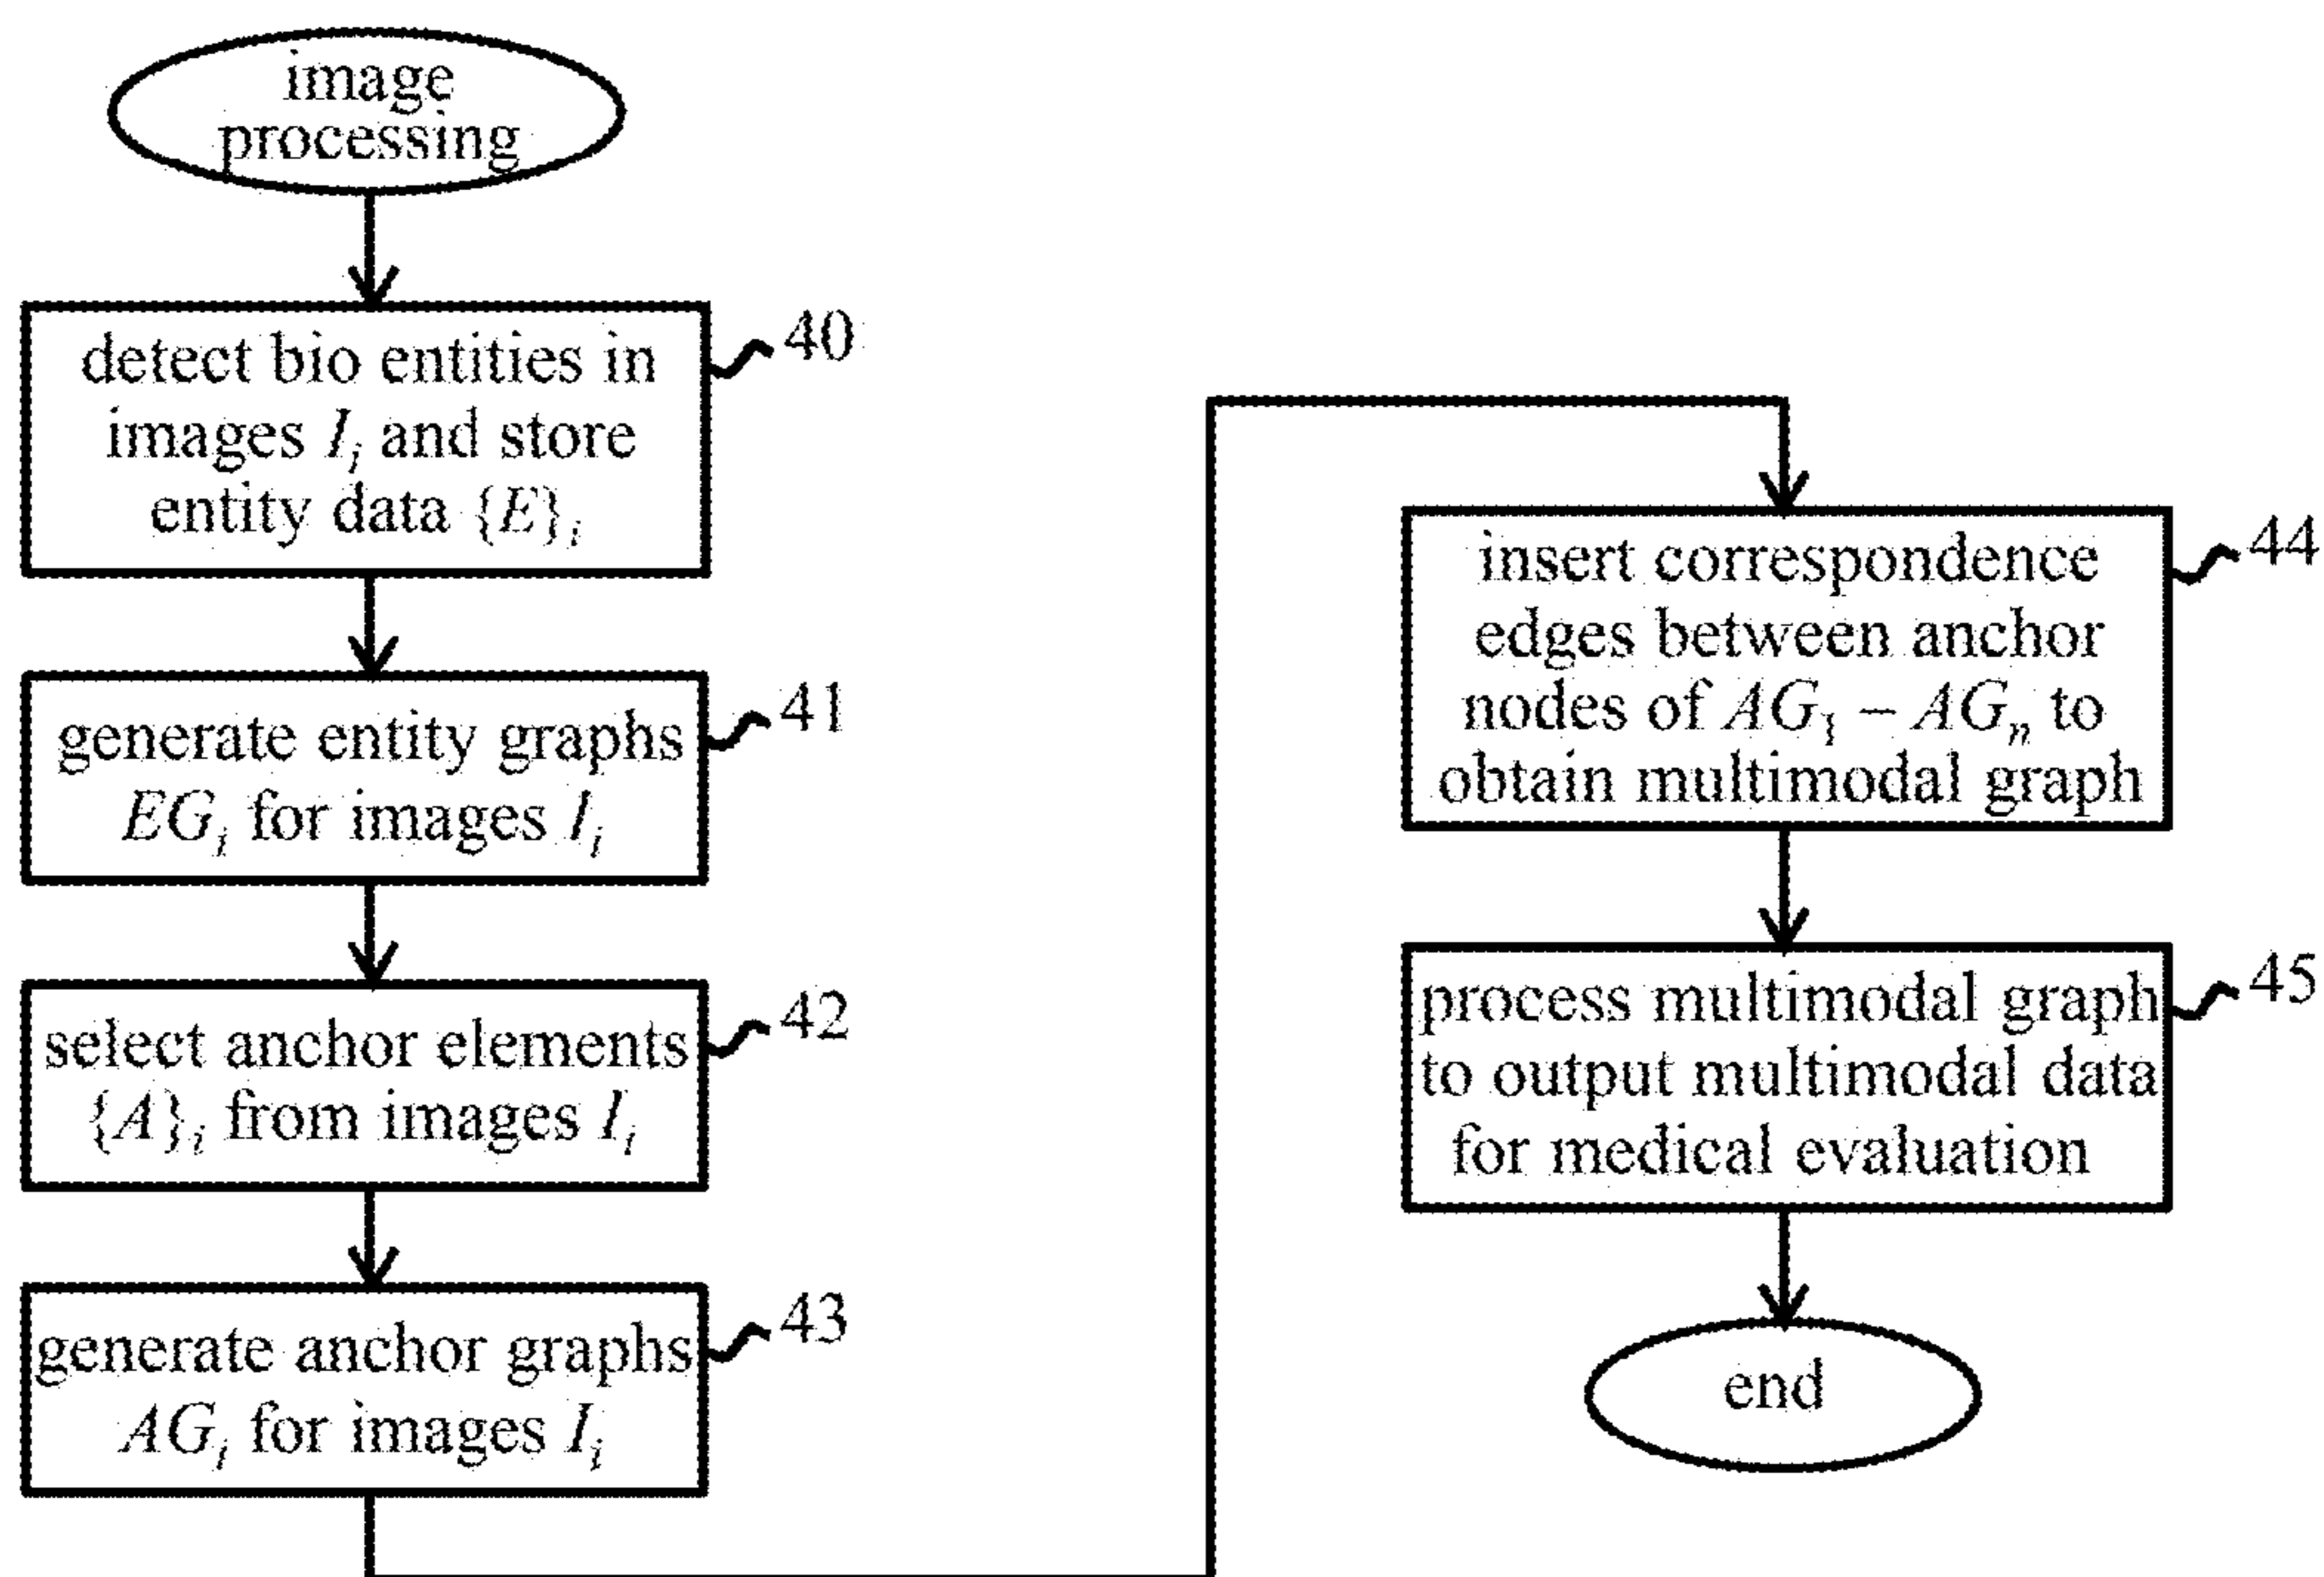 image
processing
detect bio entities in
images I_i and store
entity data {E}_i
40
generate entity graphs
EG_i for images I_i
41
select anchor elements
{A}_i from images I_i
42
generate anchor graphs
AG_i for images I_i
43
insert correspondence
edges between anchor
nodes of AG_1 – AG_n to
obtain multimodal graph
44
process multimodal graph
to output multimodal data
for medical evaluation
45
end